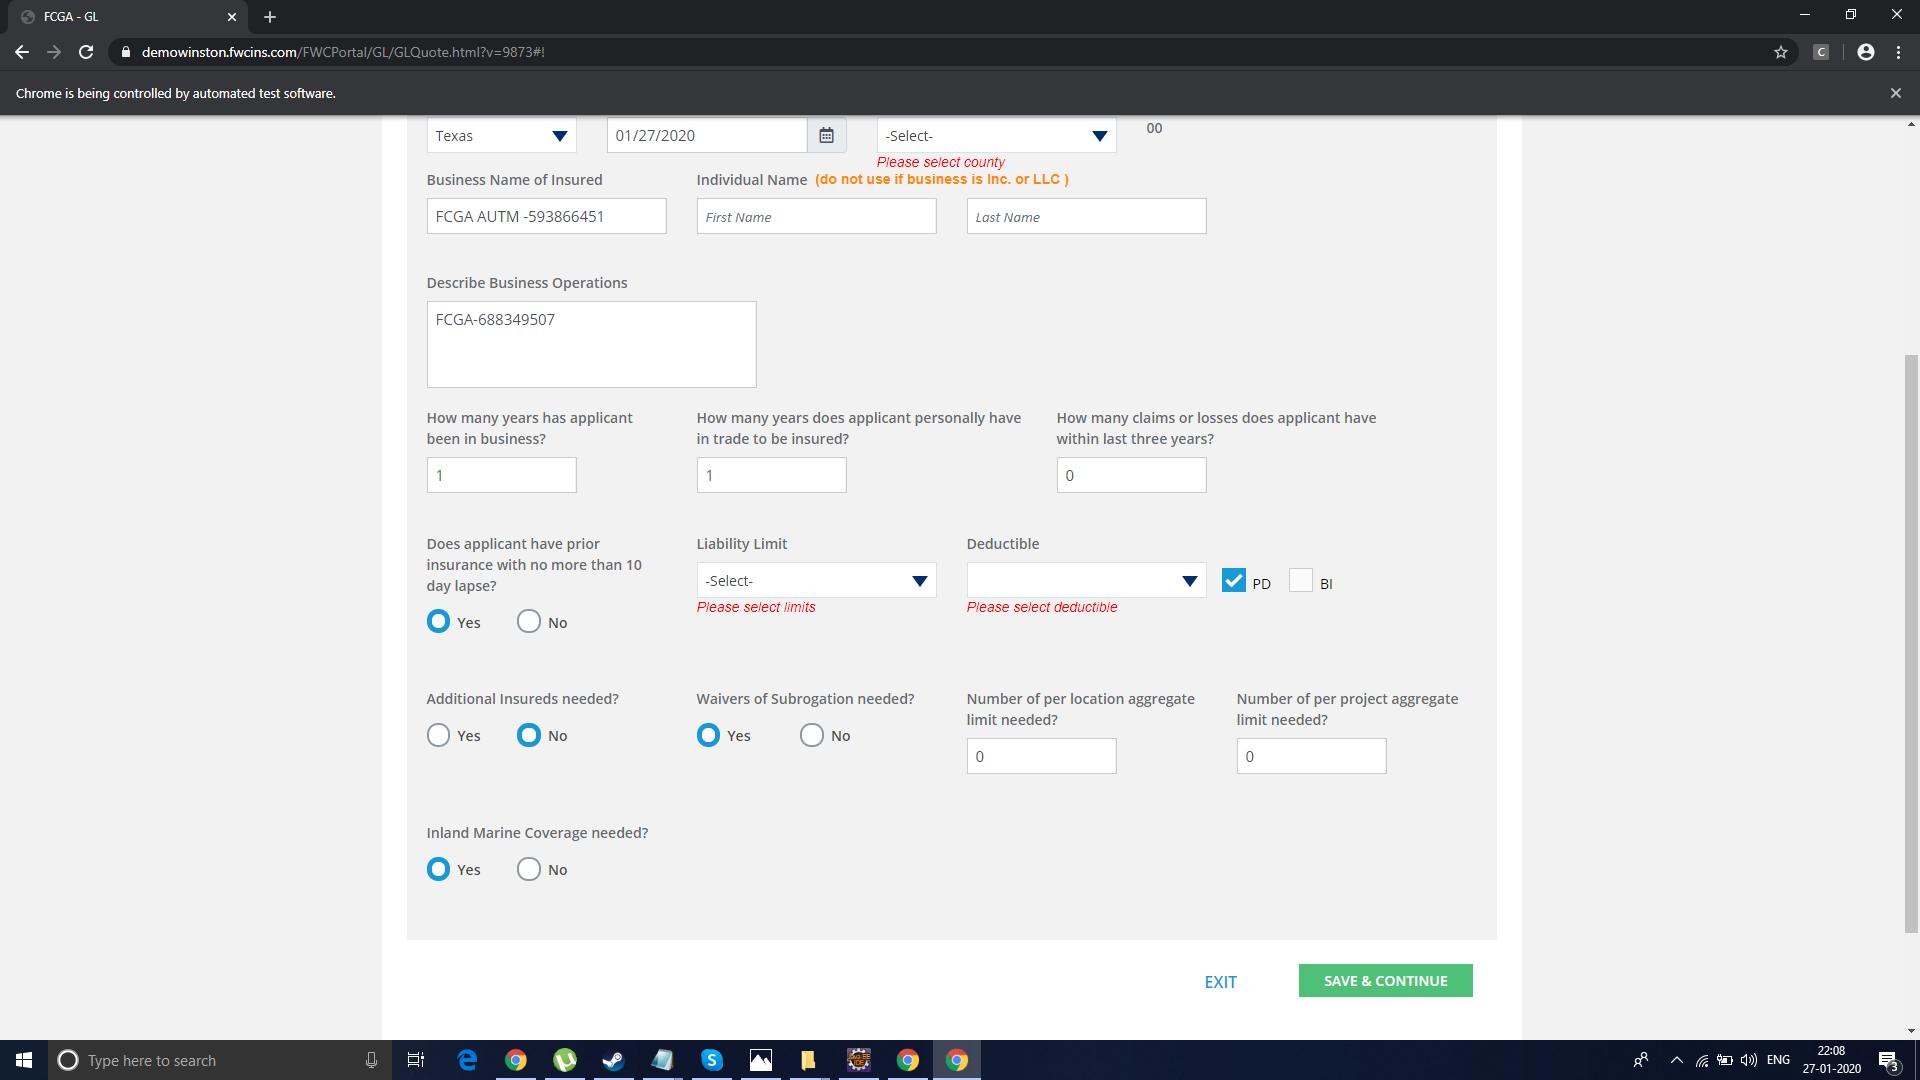 FCGA - GL
demowinston.fwcins.com/FWCPortal/GL/GLQuote.html?v=9873#!
C
Chrome is being controlled by automated test software.
Texas 01/27/2020 -Select- 00
Please select county
Business Name of Insured Individual Name (do not use if business is Inc. or LLC )
FCGA AUTM -593866451 First Name Last Name
Describe Business Operations
FCGA-688349507
How many years has applicant
been in business?
How many years does applicant personally have
in trade to be insured?
How many claims or losses does applicant have
within last three years?
1 1 0
Does applicant have prior
insurance with no more than 10
day lapse?
Yes No
Liability Limit
-Select-
Please select limits
Deductible
PD BI
Please select deductible
Additional Insureds needed?
Yes No
Waivers of Subrogation needed?
Yes No
Number of per location aggregate
limit needed?
0
Number of per project aggregate
limit needed?
0
Inland Marine Coverage needed?
Yes No
EXIT SAVE & CONTINUE
Type here to search
ENG
22:08
27-01-2020
3